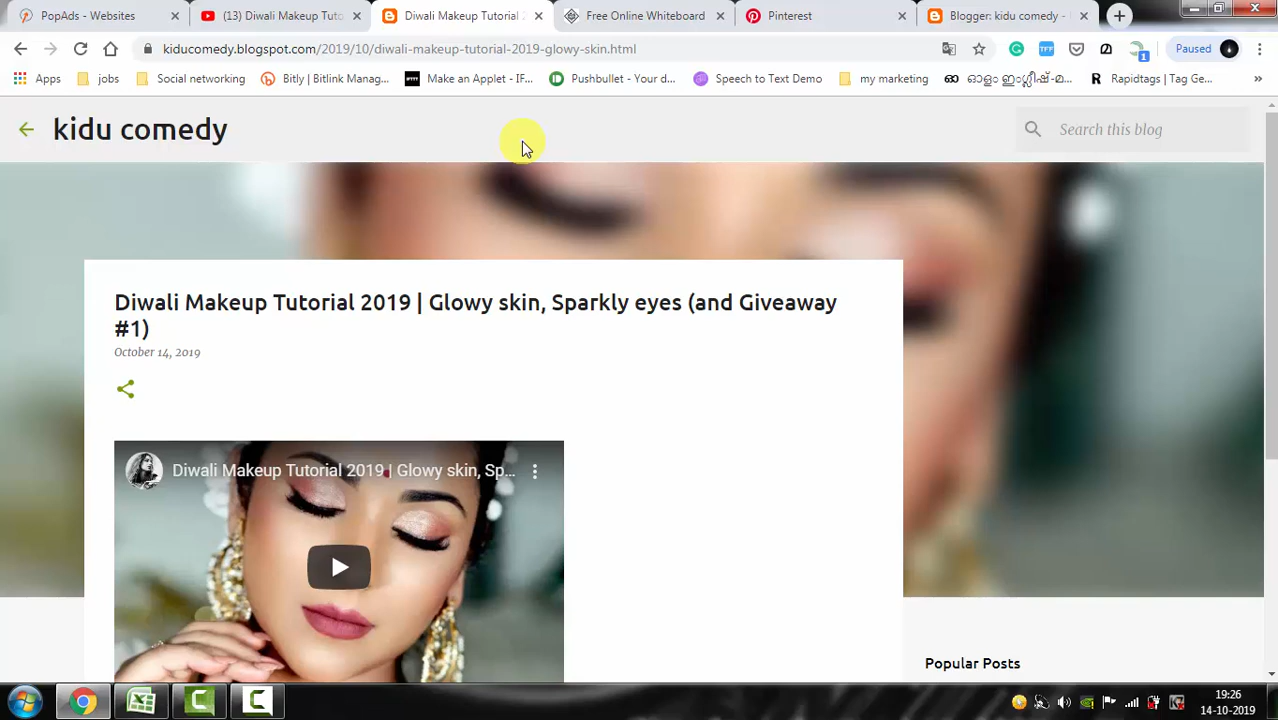 PopAds - Websites
(13) Diwali Makeup Tuto
Diwali Makeup Tutorial 2
Free Online Whiteboard
Pinterest
Blogger: kidu comedy -
kiducomedy.blogspot.com/2019/10/diwali-makeup-tutorial-2019-glowy-skin.html
1
Paused
Apps
jobs
Social networking
Bitly | Bitlink Manag...
Make an Applet - IF...
Pushbullet - Your d...
Speech to Text Demo
my marketing
ഓളം ഇംഗ്ലീഷ്-മ...
Rapidtags | Tag Ge...
kidu comedy
Search this blog
Diwali Makeup Tutorial 2019 | Glowy skin, Sparkly eyes (and Giveaway
#1)
October 14, 2019
Diwali Makeup Tutorial 2019 | Glowy skin, Sp...
Popular Posts
19:26
14-10-2019